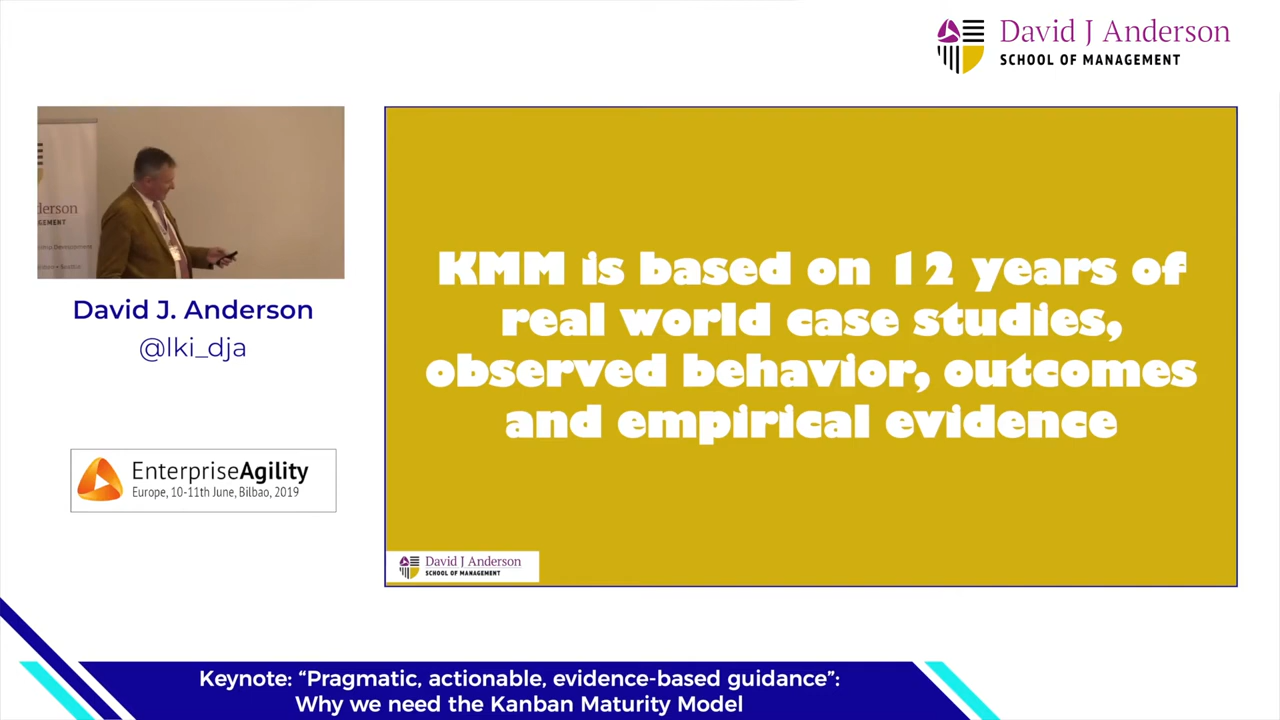 David J Anderson
SCHOOL OF MANAGEMENT
David J. Anderson
@lki_dja
EnterpriseAgility
Europe, 10-11th June, Bilbao, 2019
KMM is based on 12 years of
real world case studies,
observed behavior, outcomes
and empirical evidence
David J Anderson
SCHOOL OF MANAGEMENT
Keynote: “Pragmatic, actionable, evidence-based guidance”:
Why we need the Kanban Maturity Model